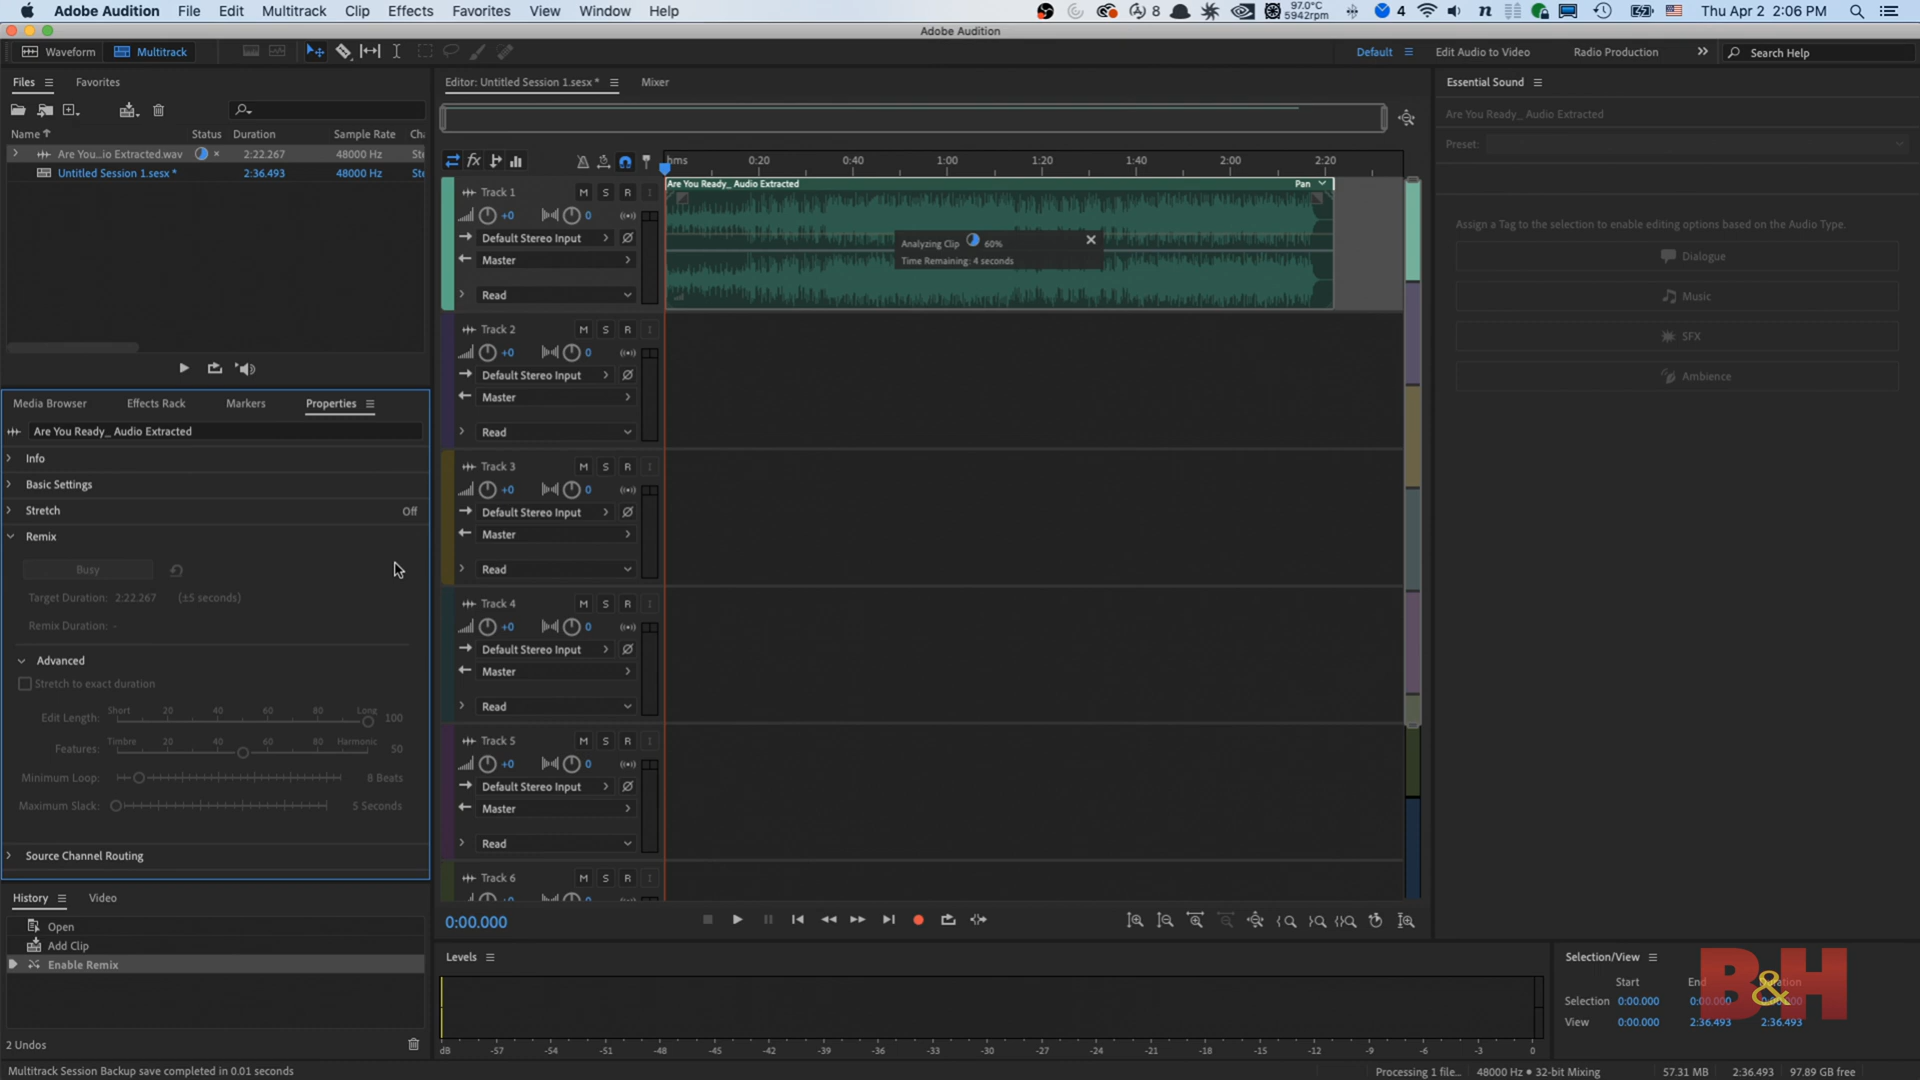 Adobe Audition File Edit Multitrack Clip Effects Favorites View Window Help 8 97.0°C 5942rpm 4 Thu Apr 2 2:06 PM
Adobe Audition
Waveform Multitrack Default Edit Audio to Video Radio Production Search Help
Files Favorites
Name Status Duration Sample Rate Ch
Are You...io Extracted.wav 2:22.267 48000 Hz Ste
Untitled Session 1.sesx * 2:36.493 48000 Hz Ste
Media Browser Effects Rack Markers Properties
Are You Ready_ Audio Extracted
Info
Basic Settings
Stretch Off
Remix
Busy
Target Duration: 2:22.267 (±5 seconds)
Remix Duration: -
Advanced
Stretch to exact duration
Short 20 40 60 80 Long
Edit Length: 100
Timbre 20 40 60 80 Harmonic
Features: 50
Minimum Loop: 8 Beats
Maximum Slack: 5 Seconds
Source Channel Routing
History Video
Open
Add Clip
Enable Remix
2 Undos
Multitrack Session Backup save completed in 0.01 seconds
Editor: Untitled Session 1.sesx * Mixer
fx hms 0:20 0:40 1:00 1:20 1:40 2:00 2:20
Track 1 M S R I
+0 0
Default Stereo Input
Master
Read
Are You Ready_ Audio Extracted Pan
Analyzing Clip 60%
Time Remaining: 4 seconds
Track 2 M S R I
+0 0
Default Stereo Input
Master
Read
Track 3 M S R I
+0 0
Default Stereo Input
Master
Read
Track 4 M S R I
+0 0
Default Stereo Input
Master
Read
Track 5 M S R I
+0 0
Default Stereo Input
Master
Read
Track 6 M S R I
0:00.000
Levels
dB -57 -54 -51 -48 -45 -42 -39 -36 -33 -30 -27 -24 -21 -18 -15 -12 -9 -6 -3 0
Essential Sound
Are You Ready_ Audio Extracted
Preset:
Assign a Tag to the selection to enable editing options based on the Audio Type.
Dialogue
Music
SFX
Ambience
Selection/View
Start End Duration
Selection 0:00.000 0:00.000 0:00.000
View 0:00.000 2:36.493 2:36.493
B&H
Processing 1 file... 48000 Hz • 32-bit Mixing 57.31 MB 2:36.493 97.89 GB free